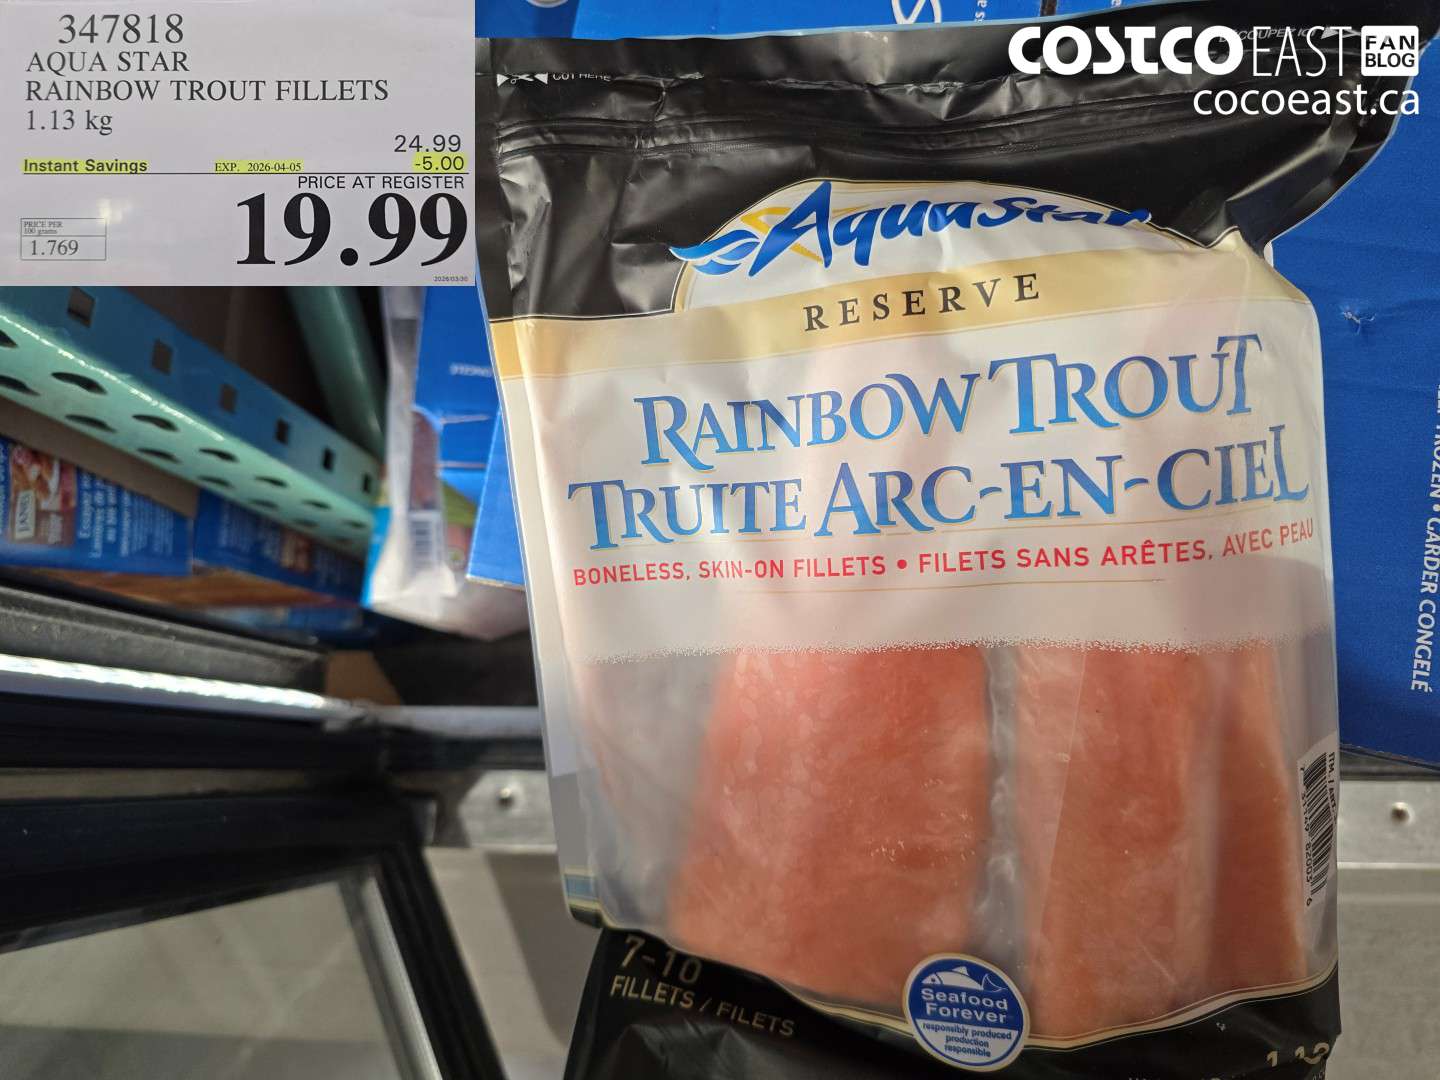 347818
AQUA STAR
RAINBOW TROUT FILLETS
1.13 kg
24.99
Instant Savings EXP. 2026-04-05 -5.00
PRICE AT REGISTER
19.99
PRICE PER
100 grams
1.769
2026/03/30
COSTCO EAST FAN BLOG
cocoeast.ca
CUT HERE
DÉCOUPEZ ICI
AquaStar
RESERVE
RAINBOW TROUT
TRUITE ARC-EN-CIEL
BONELESS, SKIN-ON FILLETS • FILETS SANS ARÊTES, AVEC PEAU
7-10
FILLETS / FILETS
Seafood
Forever
responsibly produced
production
responsible
FROZEN • GARDER CONGELÉ